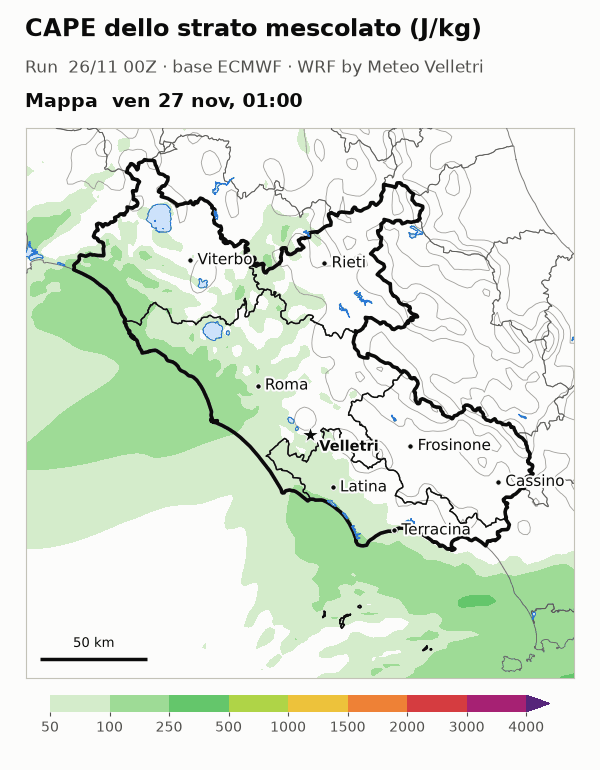 CAPE dello strato mescolato (J/kg)
Run 26/11 00Z · base ECMWF · WRF by Meteo Velletri
Mappa ven 27 nov, 01:00
Viterbo
Rieti
Roma
Velletri
Frosinone
Latina
Cassino
Terracina
50 km
50 100 250 500 1000 1500 2000 3000 4000